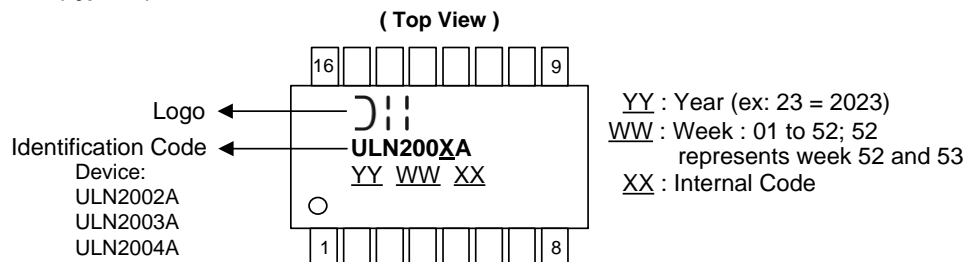 ( Top View )
16 9
Logo
Identification Code
Device:
ULN2002A
ULN2003A
ULN2004A
ULN200XA
YY WW XX
1 8
YY : Year (ex: 23 = 2023)
WW : Week : 01 to 52; 52
represents week 52 and 53
XX : Internal Code